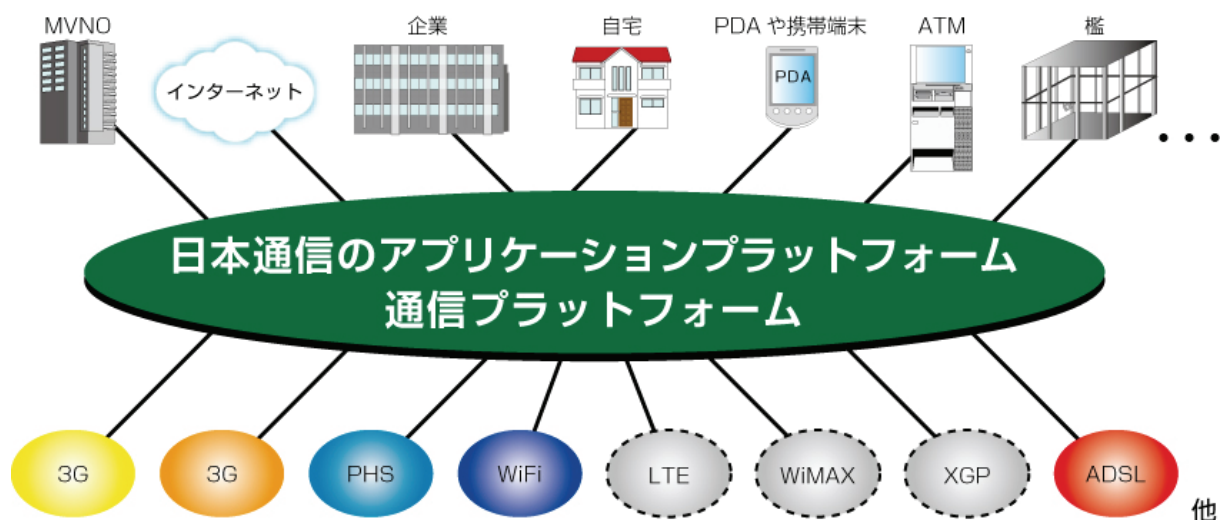 MVNO
インターネット
企業
自宅
PDA や携帯端末
PDA
ATM
檻
・・・
日本通信のアプリケーションプラットフォーム
通信プラットフォーム
3G
3G
PHS
WiFi
LTE
WiMAX
XGP
ADSL
他